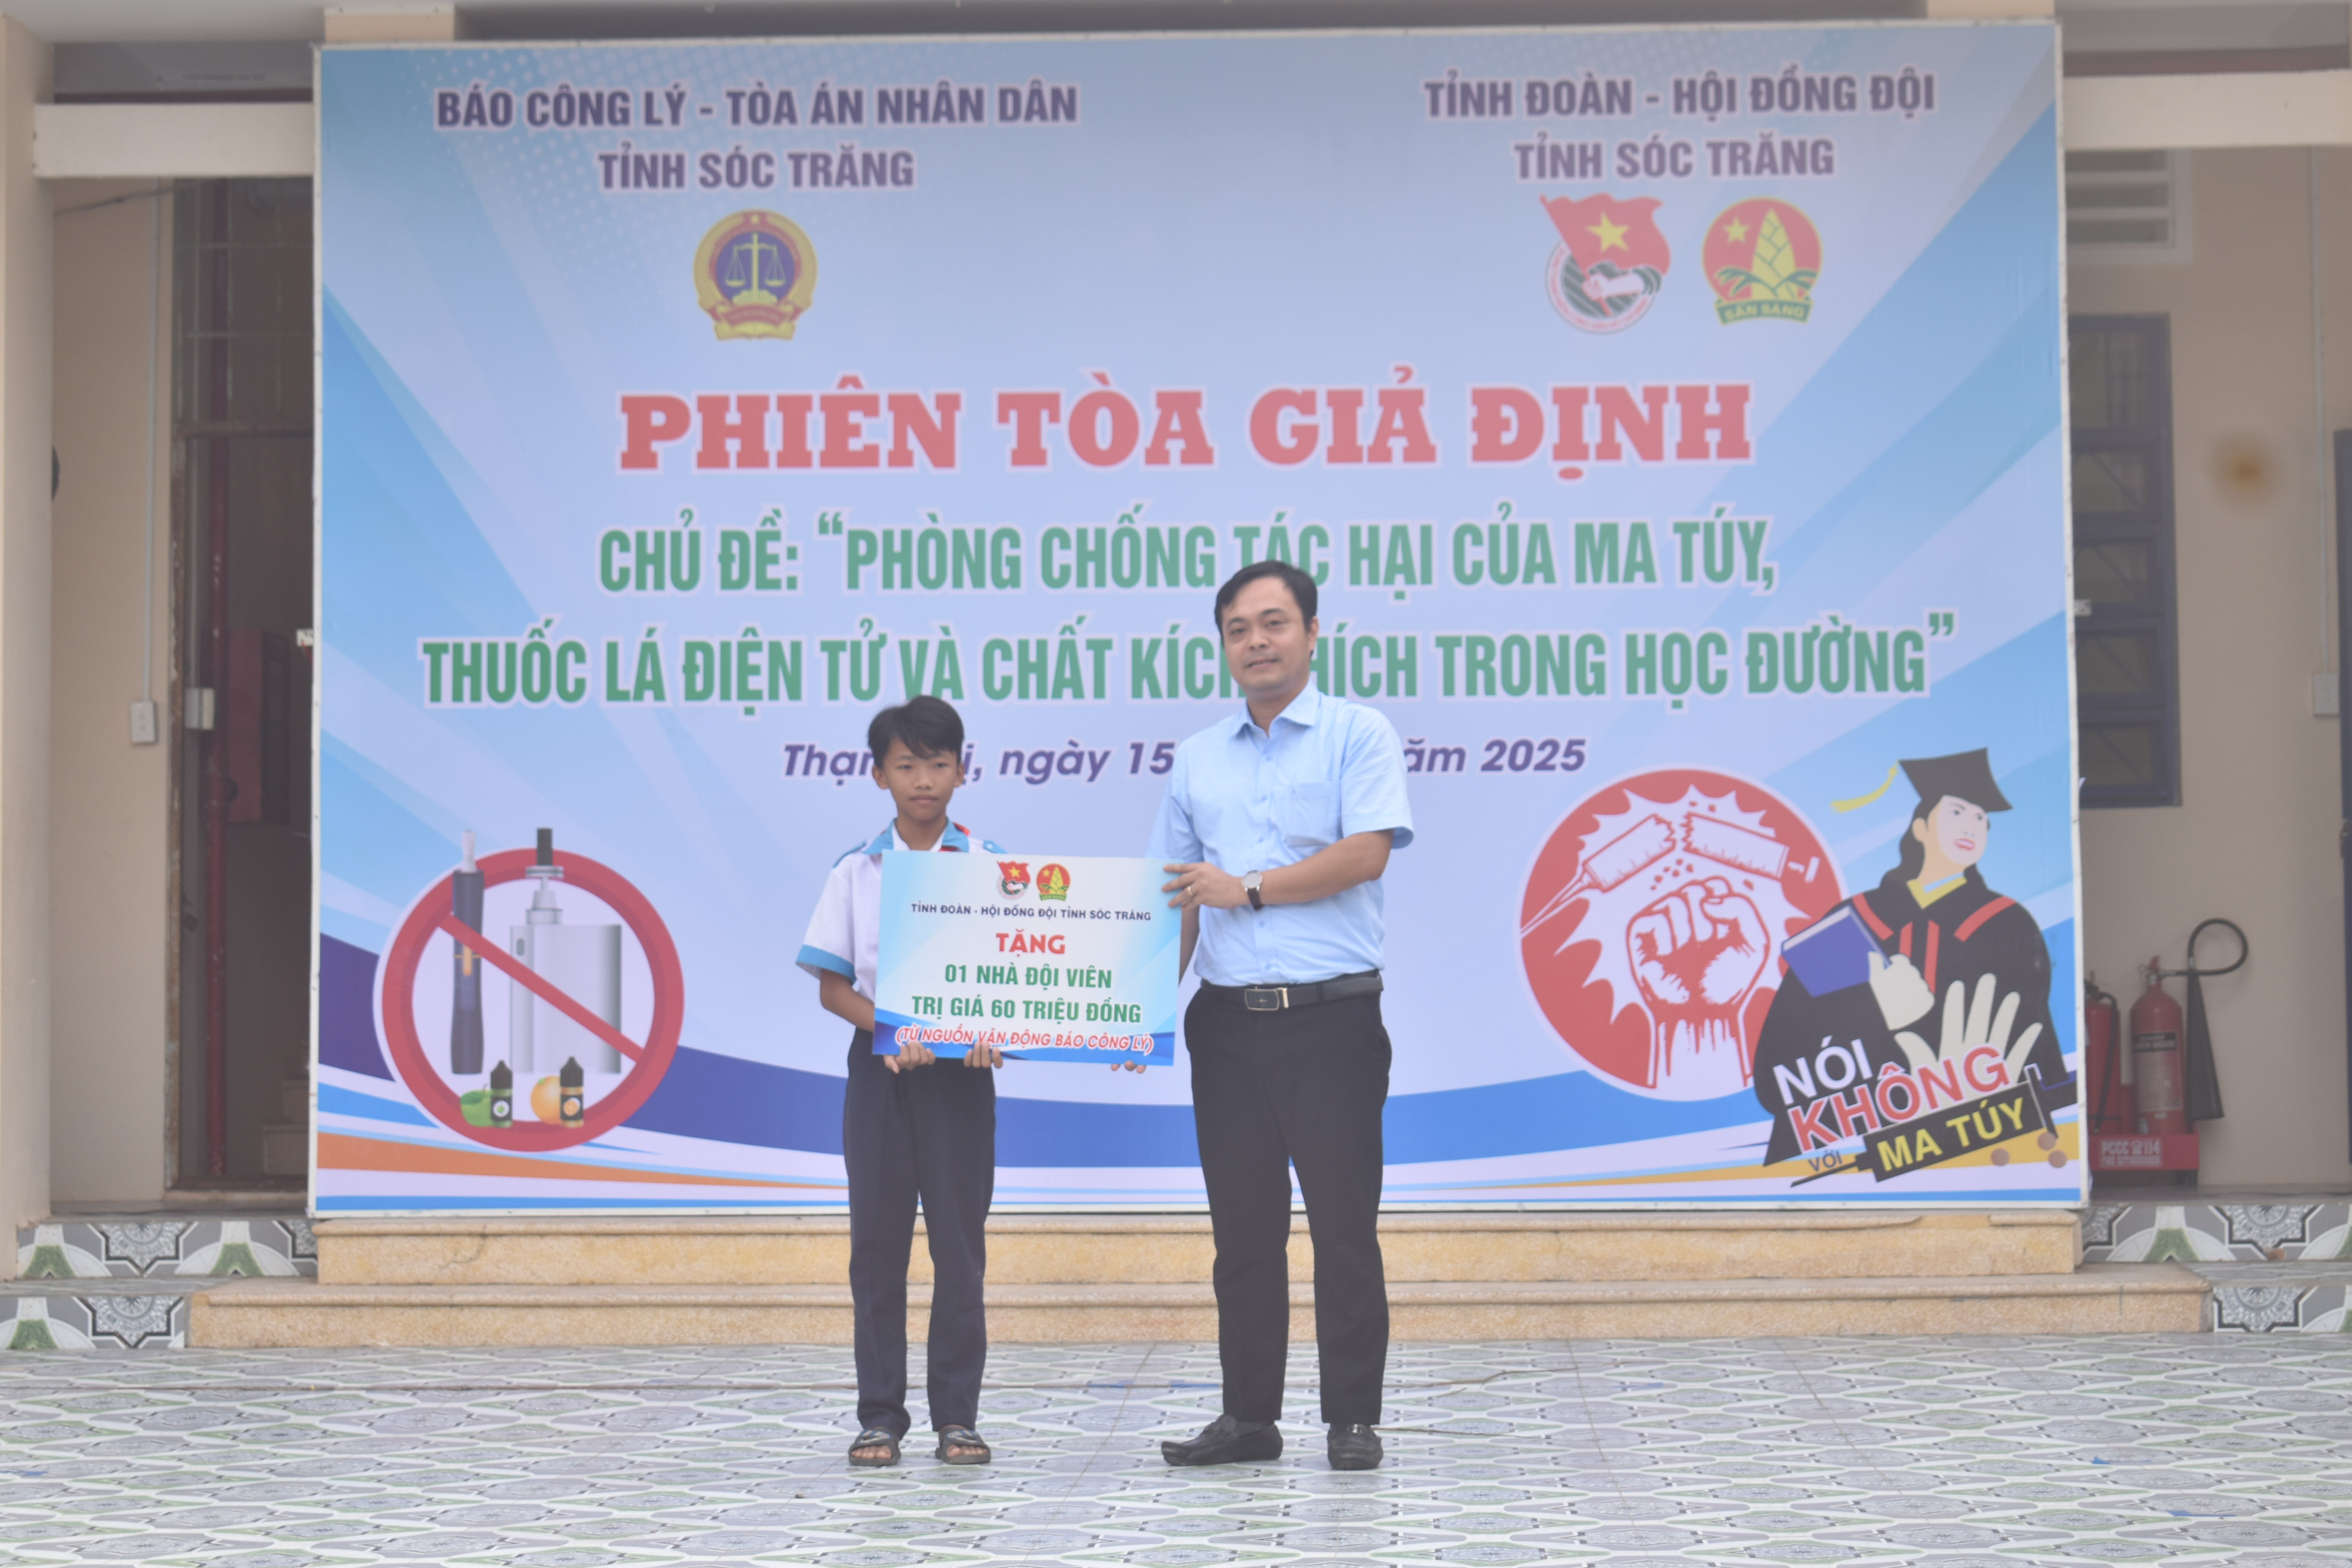 BÁO CÔNG LÝ - TÒA ÁN NHÂN DÂN
TỈNH SÓC TRĂNG
TỈNH ĐOÀN - HỘI ĐỒNG ĐỘI
TỈNH SÓC TRĂNG
SẴN SÀNG
PHIÊN TÒA GIẢ ĐỊNH
CHỦ ĐỀ: “PHÒNG CHỐNG TÁC HẠI CỦA MA TÚY,
THUỐC LÁ ĐIỆN TỬ VÀ CHẤT KÍCH THÍCH TRONG HỌC ĐƯỜNG”
ngày 15 năm 2025
TỈNH ĐOÀN - HỘI ĐỒNG ĐỘI TỈNH SÓC TRĂNG
TẶNG
01 NHÀ ĐỘI VIÊN
TRỊ GIÁ 60 TRIỆU ĐỒNG
(TỪ NGUỒN VẬN ĐỘNG BÁO CÔNG LÝ)
NÓI
KHÔNG
VỚI MA TÚY
PCCC 114